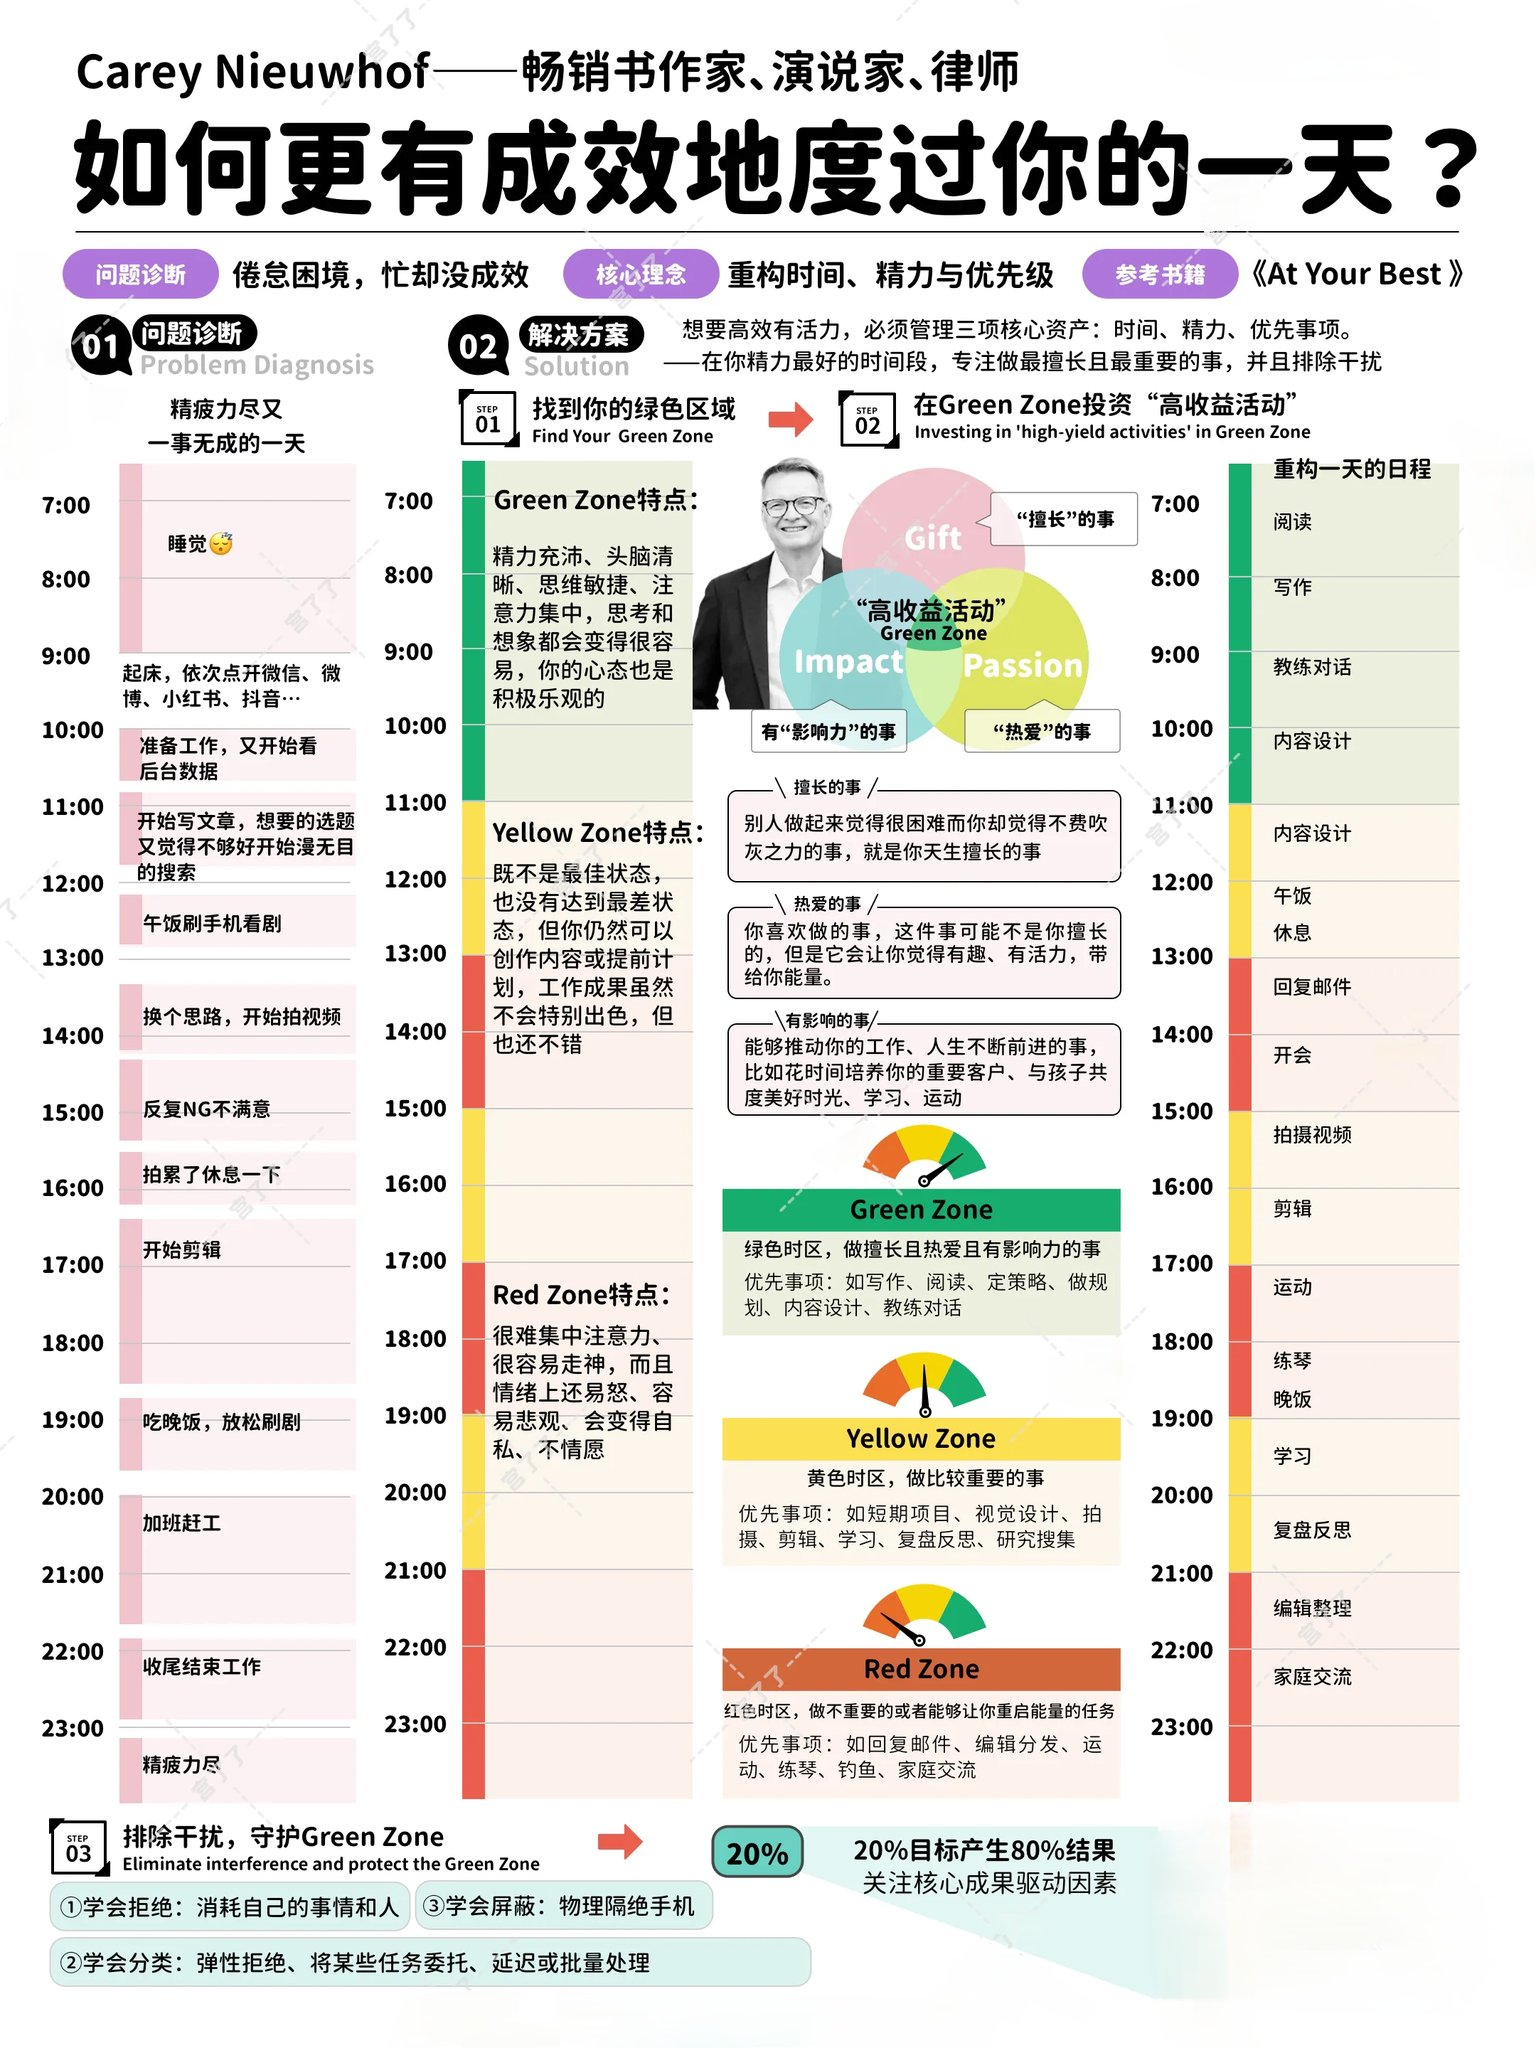 Carey Nieuwhof——畅销书作家、演说家、律师
如何更有成效地度过你的一天？
问题诊断 倦怠困境，忙却没成效 核心理念 重构时间、精力与优先级 参考书籍 《At Your Best 》
01 问题诊断
Problem Diagnosis
精疲力尽又
一事无成的一天
7:00
睡觉😴
8:00
9:00
起床，依次点开微信、微
博、小红书、抖音…
10:00
准备工作，又开始看
后台数据
11:00
开始写文章，想要的选题
又觉得不够好开始漫无目
的搜索
12:00
午饭刷手机看剧
13:00
换个思路，开始拍视频
14:00
反复NG不满意
15:00
拍累了休息一下
16:00
开始剪辑
17:00
18:00
19:00
吃晚饭，放松刷剧
20:00
加班赶工
21:00
22:00
收尾结束工作
23:00
精疲力尽
02 解决方案
Solution
想要高效有活力，必须管理三项核心资产：时间、精力、优先事项。
——在你精力最好的时间段，专注做最擅长且最重要的事，并且排除干扰
STEP
01
找到你的绿色区域
Find Your Green Zone
7:00
Green Zone特点：
精力充沛、头脑清
晰、思维敏捷、注
意力集中，思考和
想象都会变得很容
易，你的心态也是
积极乐观的
8:00
9:00
10:00
11:00
Yellow Zone特点：
既不是最佳状态，
也没有达到最差状
态，但你仍然可以
创作内容或提前计
划，工作成果虽然
不会特别出色，但
也还不错
12:00
13:00
14:00
15:00
16:00
17:00
Red Zone特点：
很难集中注意力、
很容易走神，而且
情绪上还易怒、容
易悲观、会变得自
私、不情愿
18:00
19:00
20:00
21:00
22:00
23:00
STEP
02
在Green Zone投资“高收益活动”
Investing in 'high-yield activities' in Green Zone
Gift
“擅长”的事
“高收益活动”
Green Zone
Impact
Passion
有“影响力”的事
“热爱”的事
擅长的事
别人做起来觉得很困难而你却觉得不费吹
灰之力的事，就是你天生擅长的事
热爱的事
你喜欢做的事，这件事可能不是你擅长
的，但是它会让你觉得有趣、有活力，带
给你能量。
有影响的事
能够推动你的工作、人生不断前进的事，
比如花时间培养你的重要客户、与孩子共
度美好时光、学习、运动
Green Zone
绿色时区，做擅长且热爱且有影响力的事
优先事项：如写作、阅读、定策略、做规
划、内容设计、教练对话
Yellow Zone
黄色时区，做比较重要的事
优先事项：如短期项目、视觉设计、拍
摄、剪辑、学习、复盘反思、研究搜集
Red Zone
红色时区，做不重要的或者能够让你重启能量的任务
优先事项：如回复邮件、编辑分发、运
动、练琴、钓鱼、家庭交流
重构一天的日程
7:00
阅读
8:00
写作
9:00
教练对话
10:00
内容设计
11:00
内容设计
12:00
午饭
休息
13:00
回复邮件
14:00
开会
15:00
拍摄视频
16:00
剪辑
17:00
运动
18:00
练琴
晚饭
19:00
学习
20:00
复盘反思
21:00
编辑整理
22:00
家庭交流
23:00
STEP
03
排除干扰，守护Green Zone
Eliminate interference and protect the Green Zone
①学会拒绝：消耗自己的事情和人
③学会屏蔽：物理隔绝手机
②学会分类：弹性拒绝、将某些任务委托、延迟或批量处理
20%
20%目标产生80%结果
关注核心成果驱动因素
宫了了